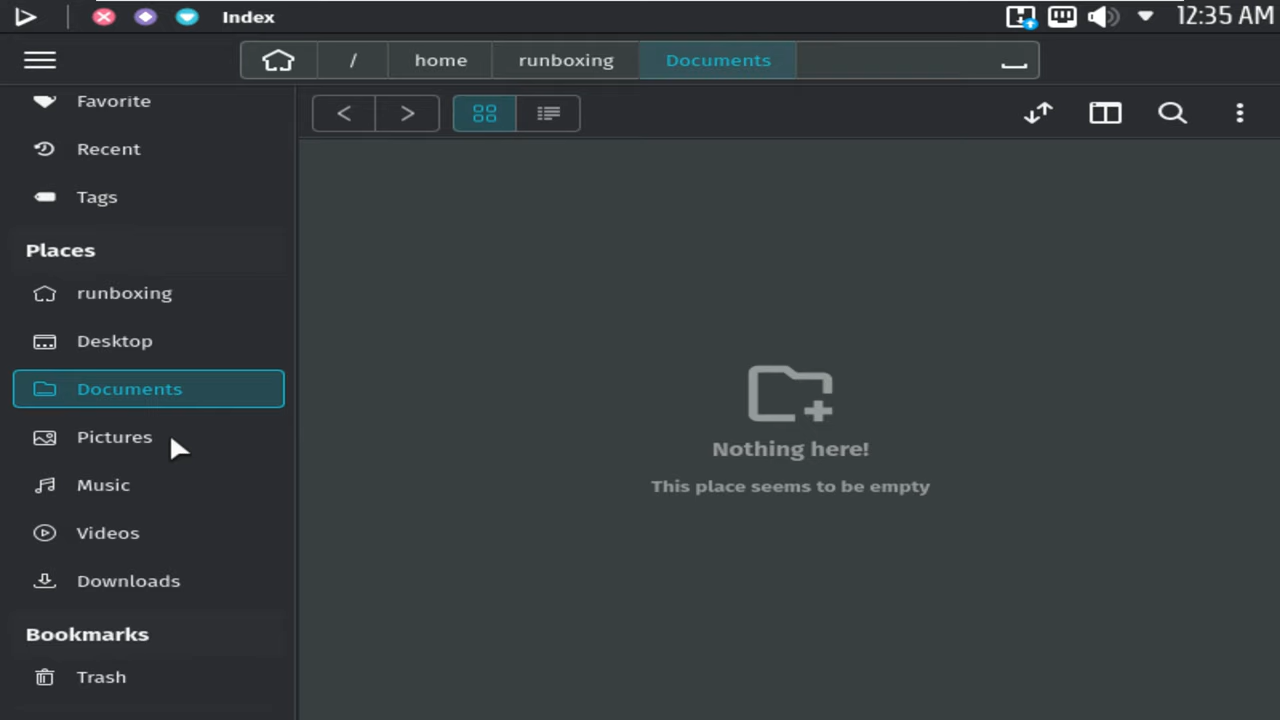 Index
12:35 AM
/
home
runboxing
Documents
Favorite
Recent
Tags
Places
runboxing
Desktop
Documents
Pictures
Music
Videos
Downloads
Bookmarks
Trash
Nothing here!
This place seems to be empty